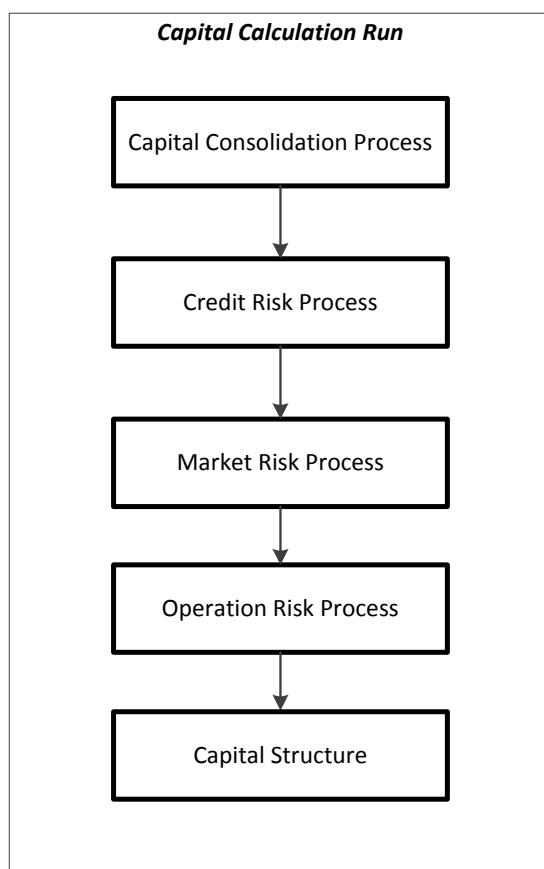 Capital Calculation Run
Capital Consolidation Process
Credit Risk Process
Market Risk Process
Operation Risk Process
Capital Structure